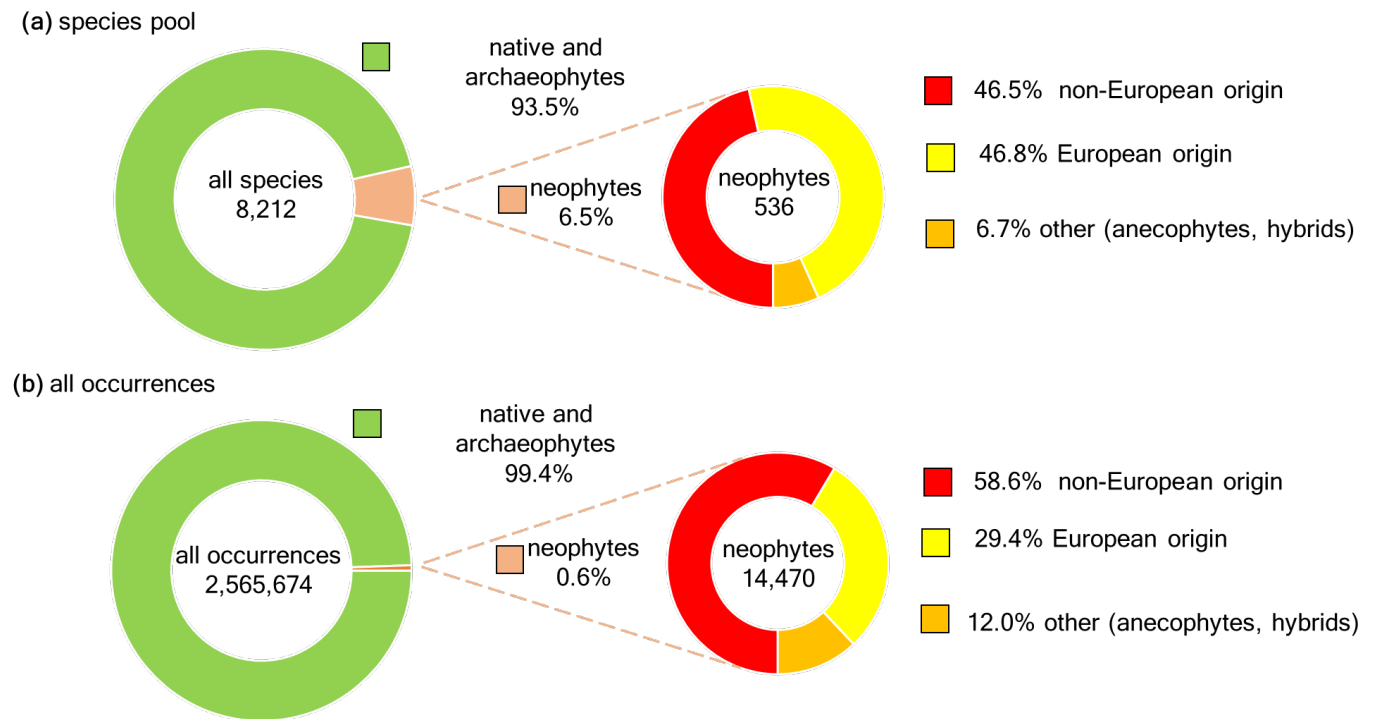 (a) species pool
native and
archaeophytes
93.5%
all species
8,212
neophytes
6.5%
neophytes
536
46.5% non-European origin
46.8% European origin
6.7% other (anecophytes, hybrids)
(b) all occurrences
native and
archaeophytes
99.4%
all occurrences
2,565,674
neophytes
0.6%
neophytes
14,470
58.6% non-European origin
29.4% European origin
12.0% other (anecophytes, hybrids)